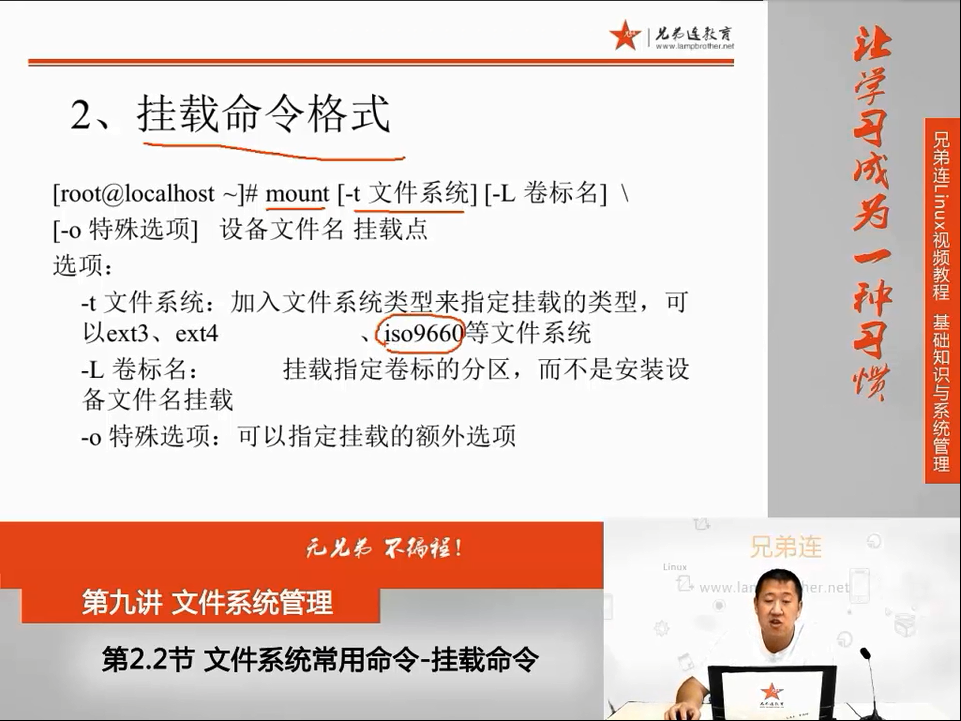 兄弟连教育
www.lampbrother.net
2、挂载命令格式
[root@localhost ~]# mount [-t 文件系统] [-L 卷标名] \
[-o 特殊选项] 设备文件名 挂载点
选项：
-t 文件系统：加入文件系统类型来指定挂载的类型，可
以ext3、ext4 、iso9660等文件系统
-L 卷标名： 挂载指定卷标的分区，而不是安装设
备文件名挂载
-o 特殊选项：可以指定挂载的额外选项
让学习成为一种习惯
兄弟连Linux视频教程 基础知识与系统管理
无兄弟 不编程！
第九讲 文件系统管理
第2.2节 文件系统常用命令-挂载命令
兄弟连
Linux
www.lampbrother.net
兄弟连教育